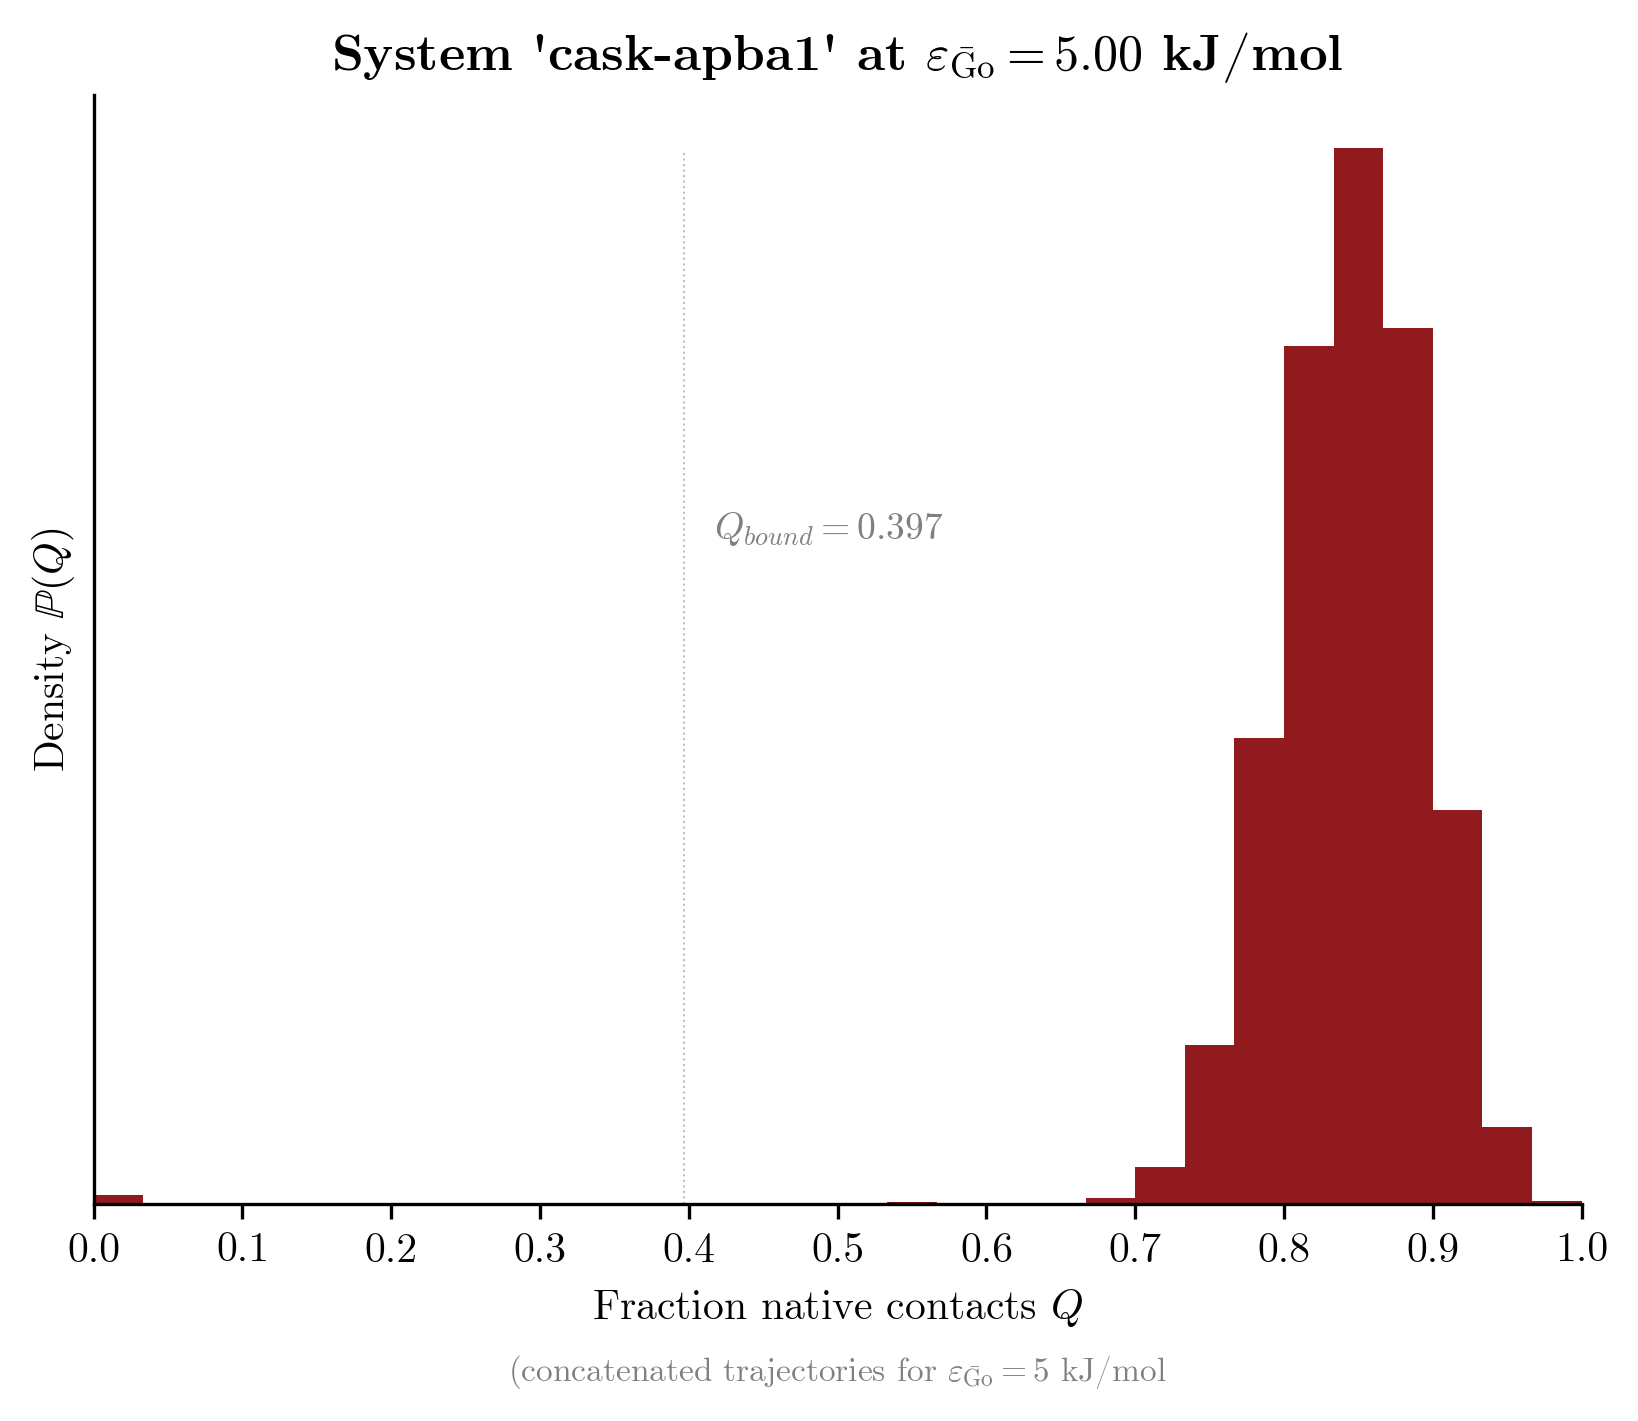 System 'cask-apba1' at ε_Ḡo = 5.00 kJ/mol
Density ℙ(Q)
Q_bound = 0.397
0.0 0.1 0.2 0.3 0.4 0.5 0.6 0.7 0.8 0.9 1.0
Fraction native contacts Q
(concatenated trajectories for ε_Ḡo = 5 kJ/mol